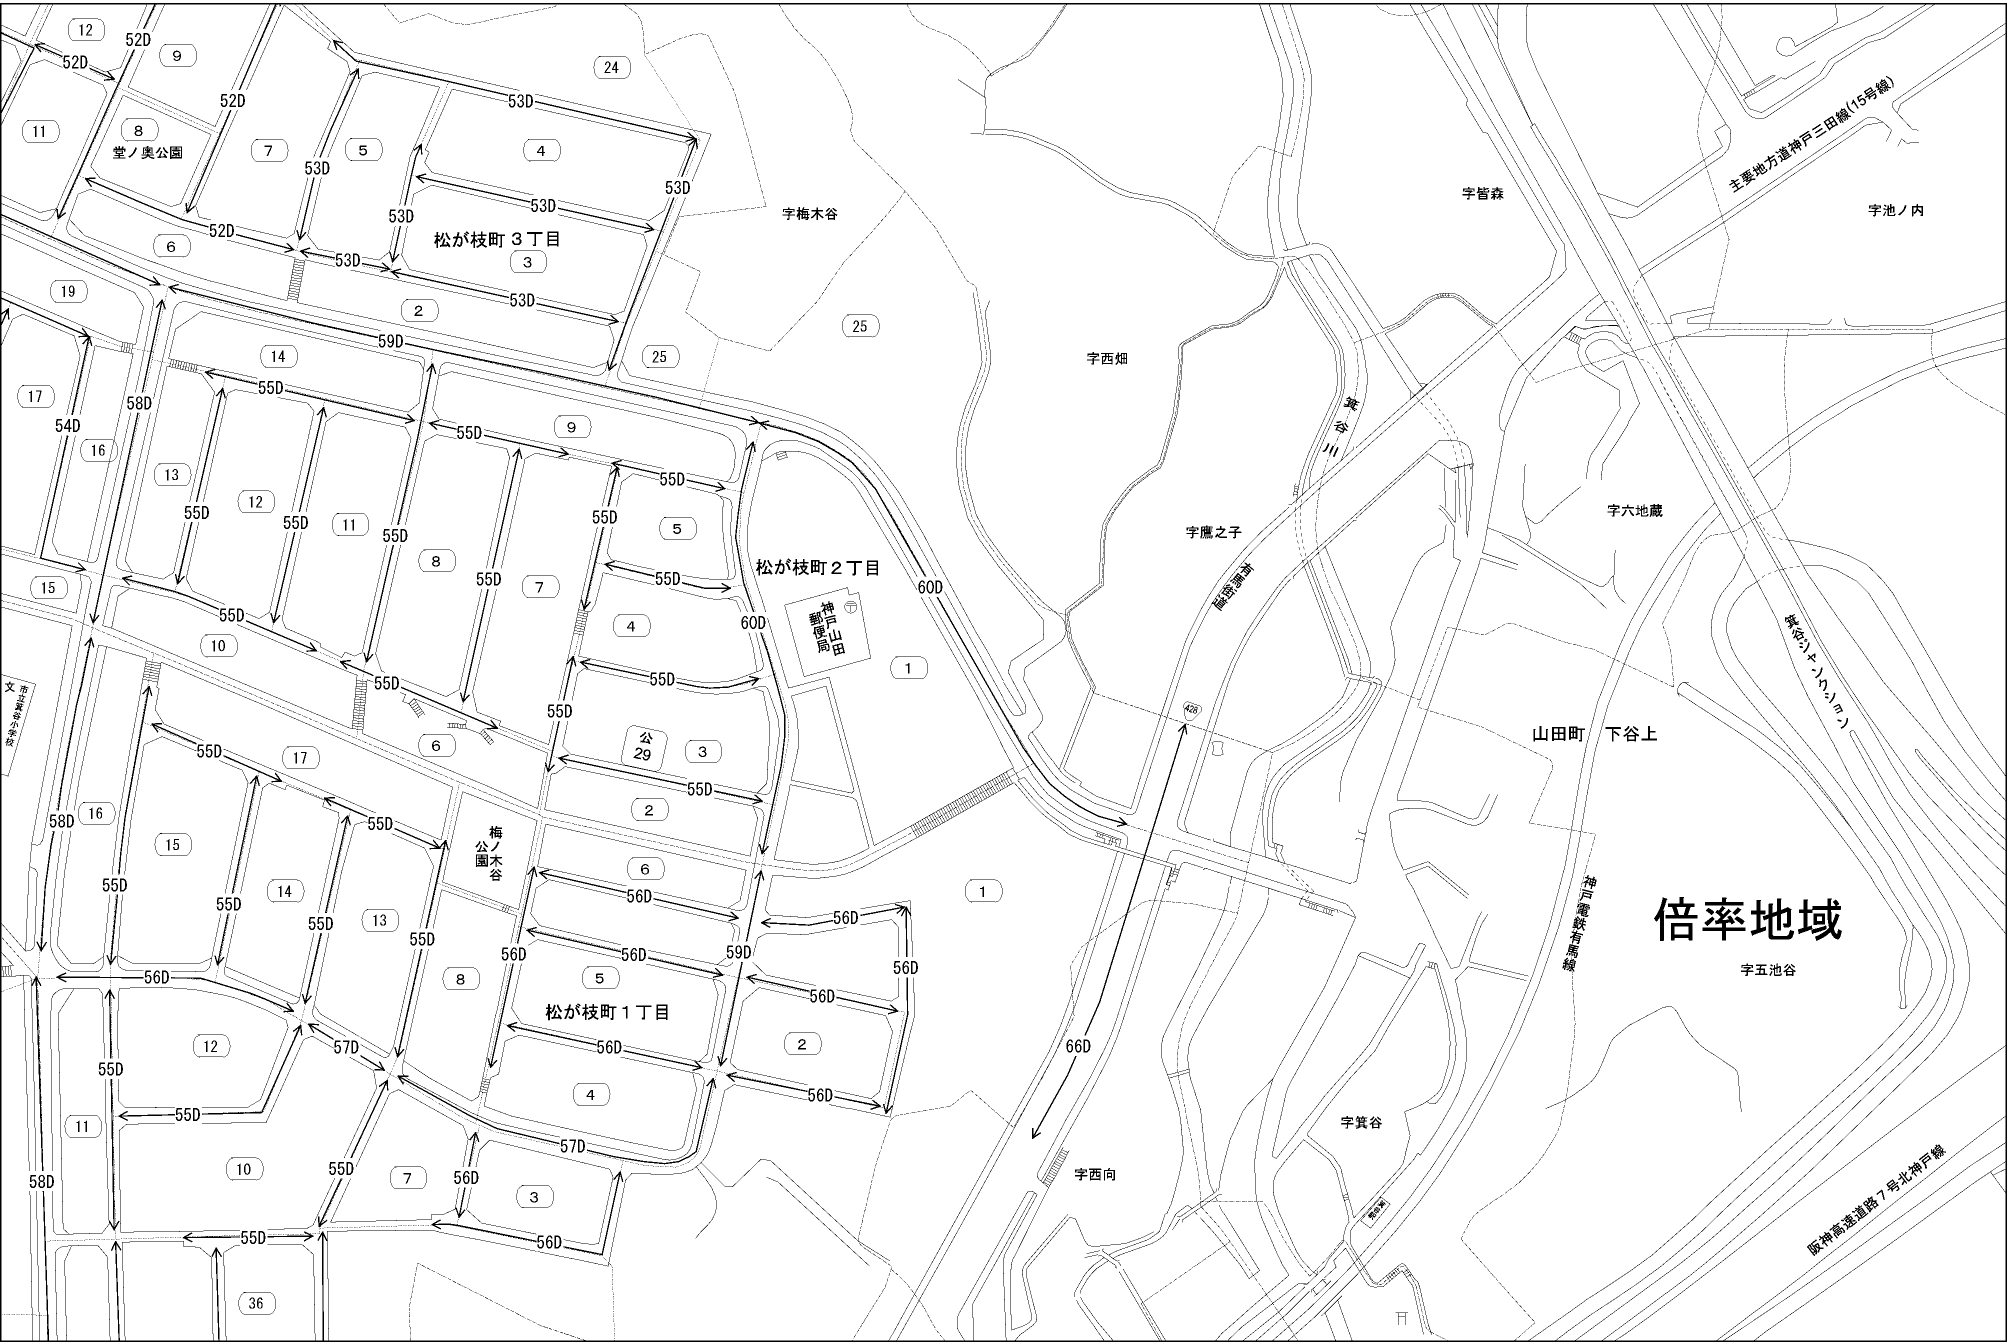 12
52D
52D
9
24
11
8
堂ノ奥公園
52D
7
5
53D
4
53D
53D
53D
53D
53D
6
52D
松が枝町3丁目
3
53D
53D
2
字梅木谷
字皆森
主要地方道神戸三田線(15号線)
字池ノ内
19
59D
14
25
25
字西畑
17
58D
55D
54D
16
9
55D
箕谷川
13
12
11
55D
55D
55D
8
7
55D
55D
5
55D
字鷹之子
字六地蔵
55D
55D
松が枝町2丁目
60D
有馬街道
15
55D
10
4
60D
神戸山田
郵便局
〒
1
箕谷ジャンクション
55D
55D
文
市立箕谷小学校
55D
公
29
3
428
山田町 下谷上
55D
17
6
55D
2
16
58D
55D
15
梅ノ木谷
公園
6
55D
14
55D
13
56D
1
56D
神戸電鉄有馬線
倍率地域
字五池谷
55D
55D
56D
56D
59D
56D
56D
8
5
56D
松が枝町1丁目
12
57D
56D
2
66D
55D
4
56D
55D
11
57D
字箕谷
10
55D
7
56D
3
字西向
58D
55D
56D
阪神高速道路7号北神戸線
36